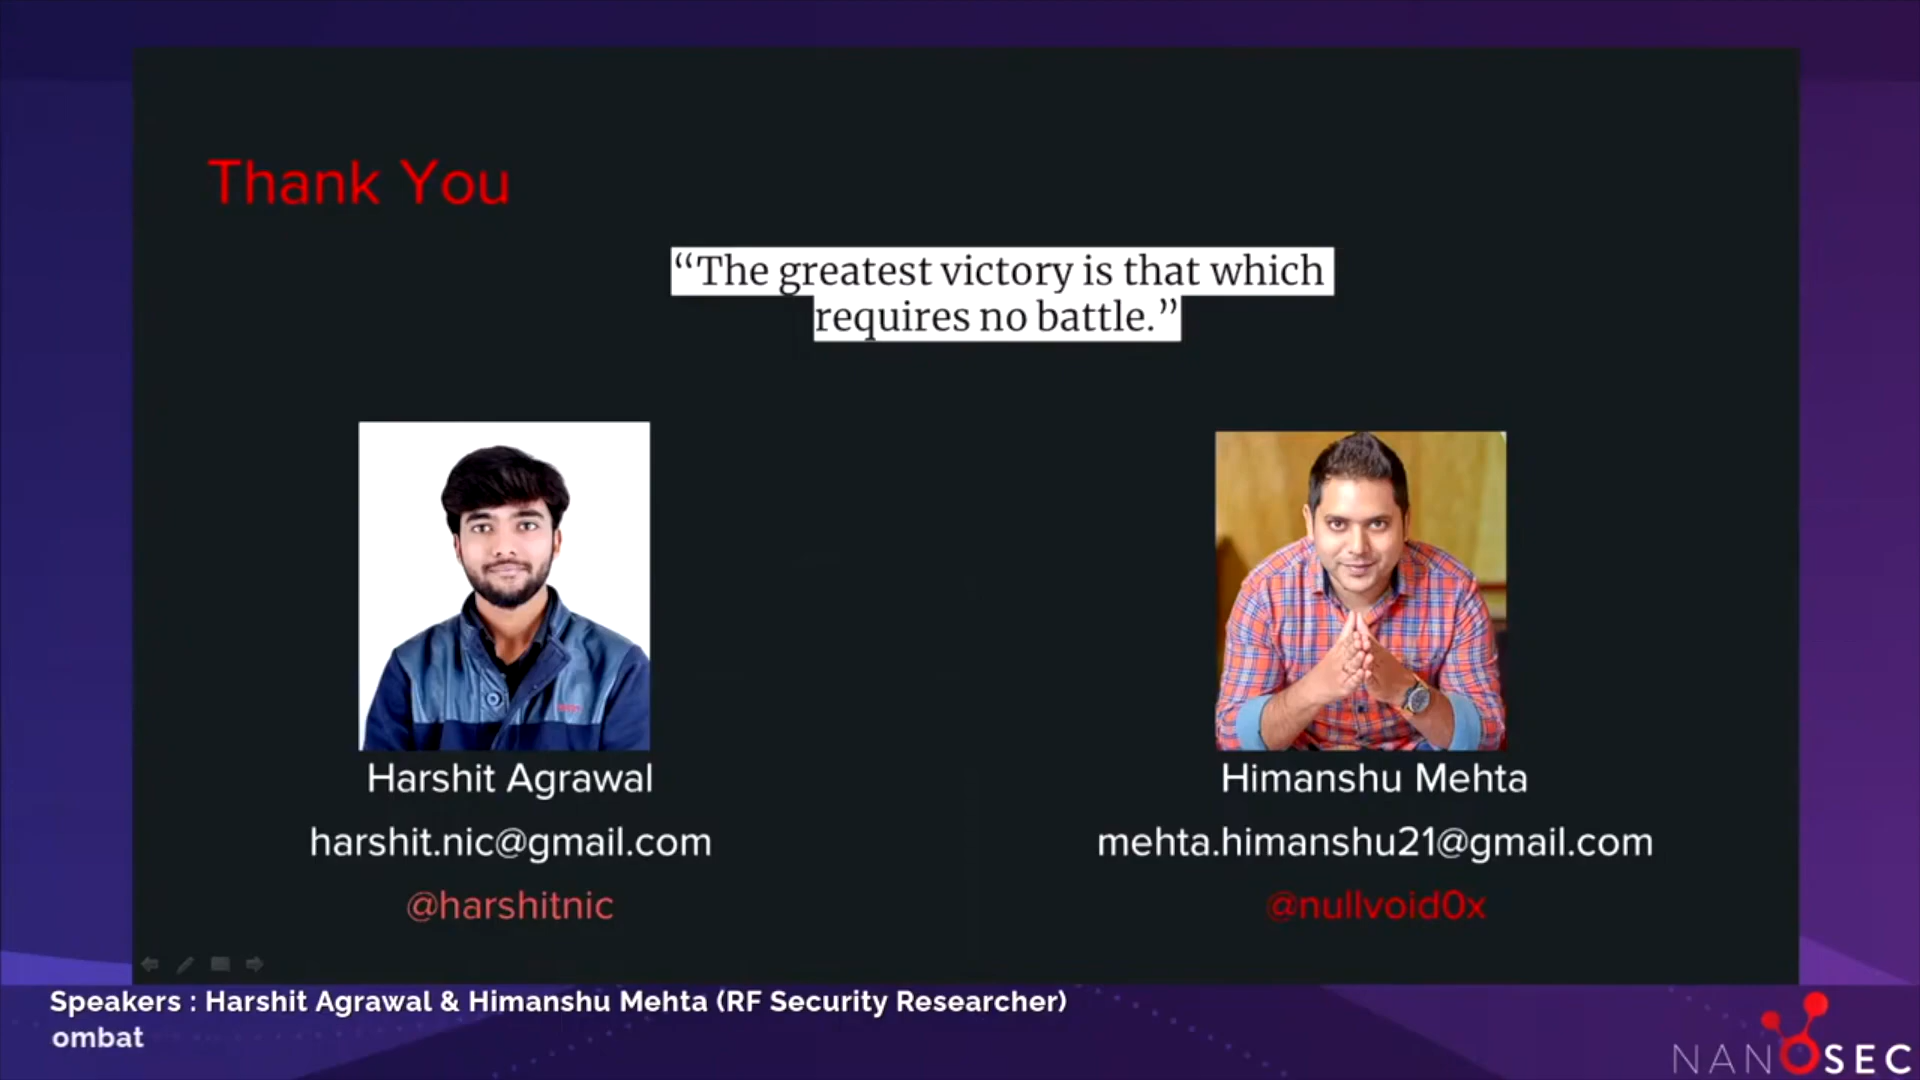 Thank You
“The greatest victory is that which
requires no battle.”
Harshit Agrawal
harshit.nic@gmail.com
@harshitnic
Himanshu Mehta
mehta.himanshu21@gmail.com
@nullvoid0x
Speakers : Harshit Agrawal & Himanshu Mehta (RF Security Researcher)
ombat
NANOSEC